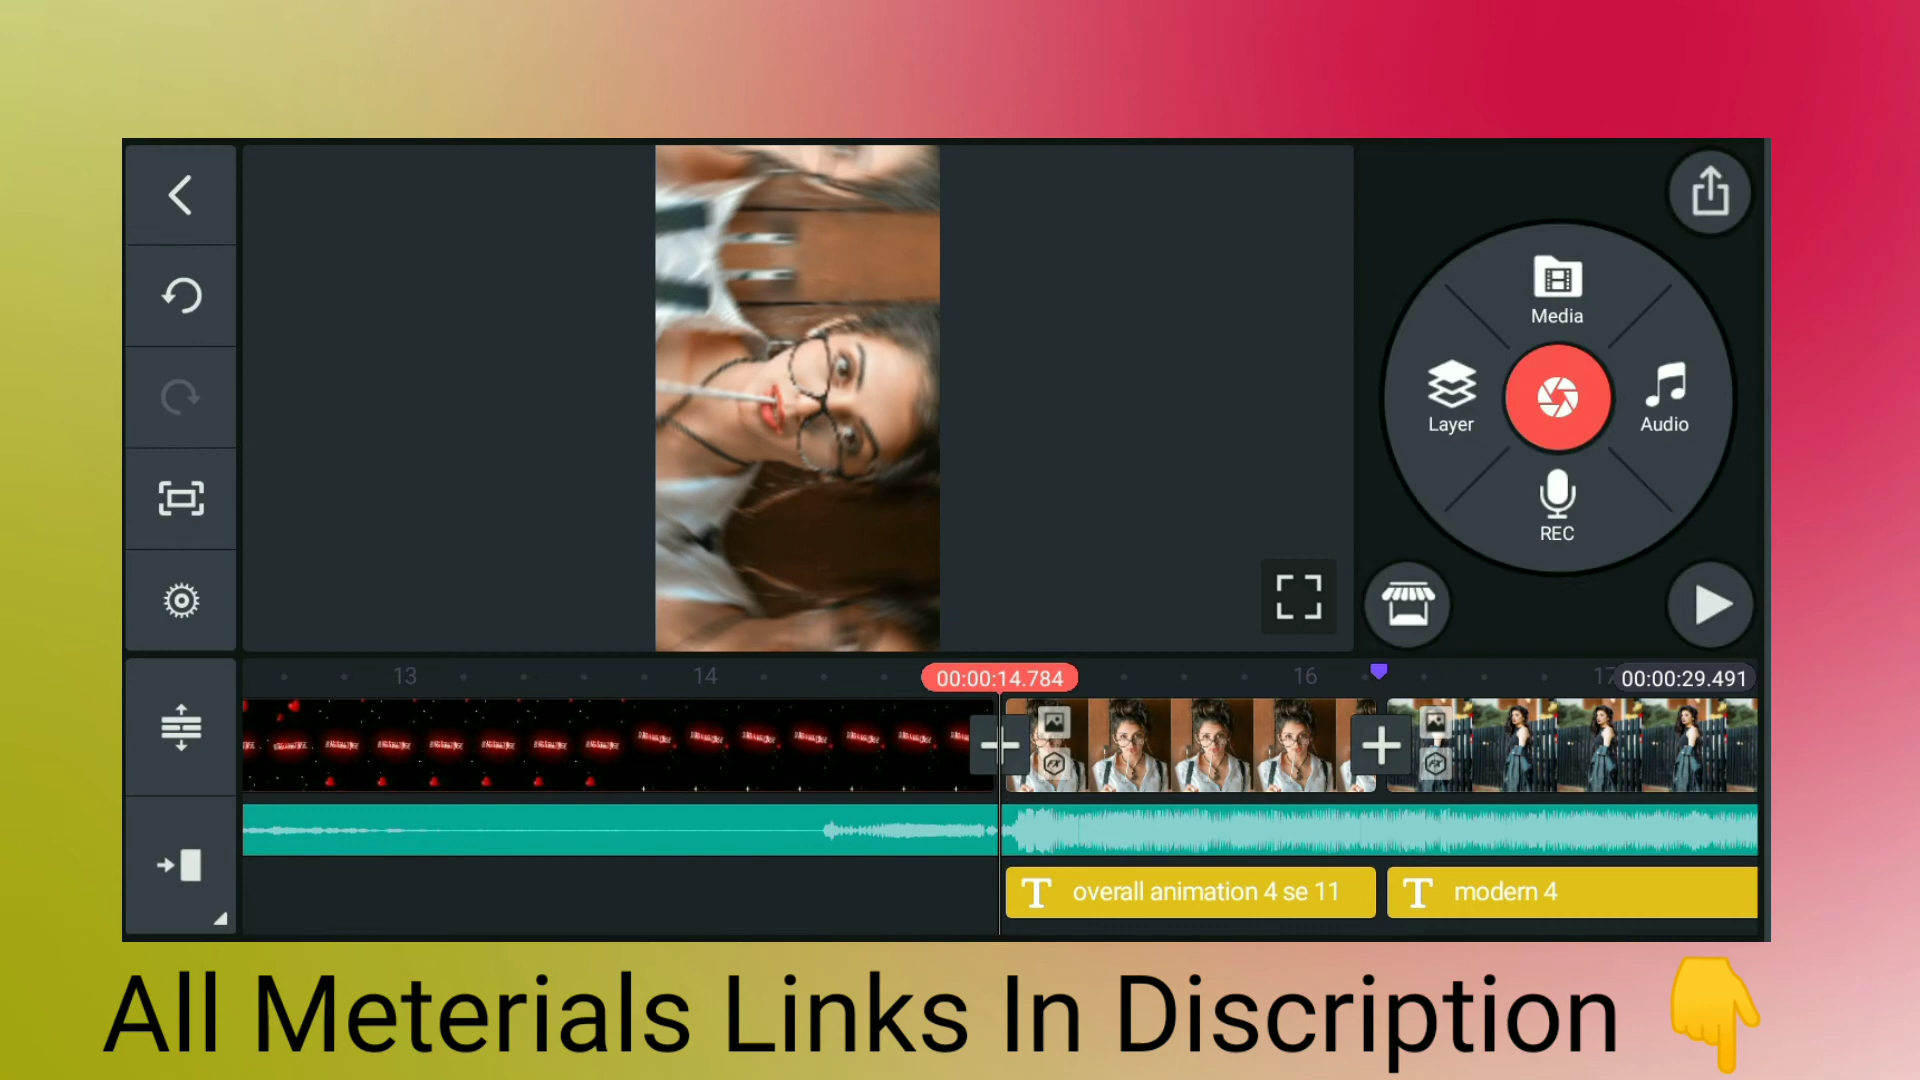 Media
Layer
Audio
REC
13
14
00:00:14.784
16
17
00:00:29.491
T overall animation 4 se 11
T modern 4
All Meterials Links In Discription 👇